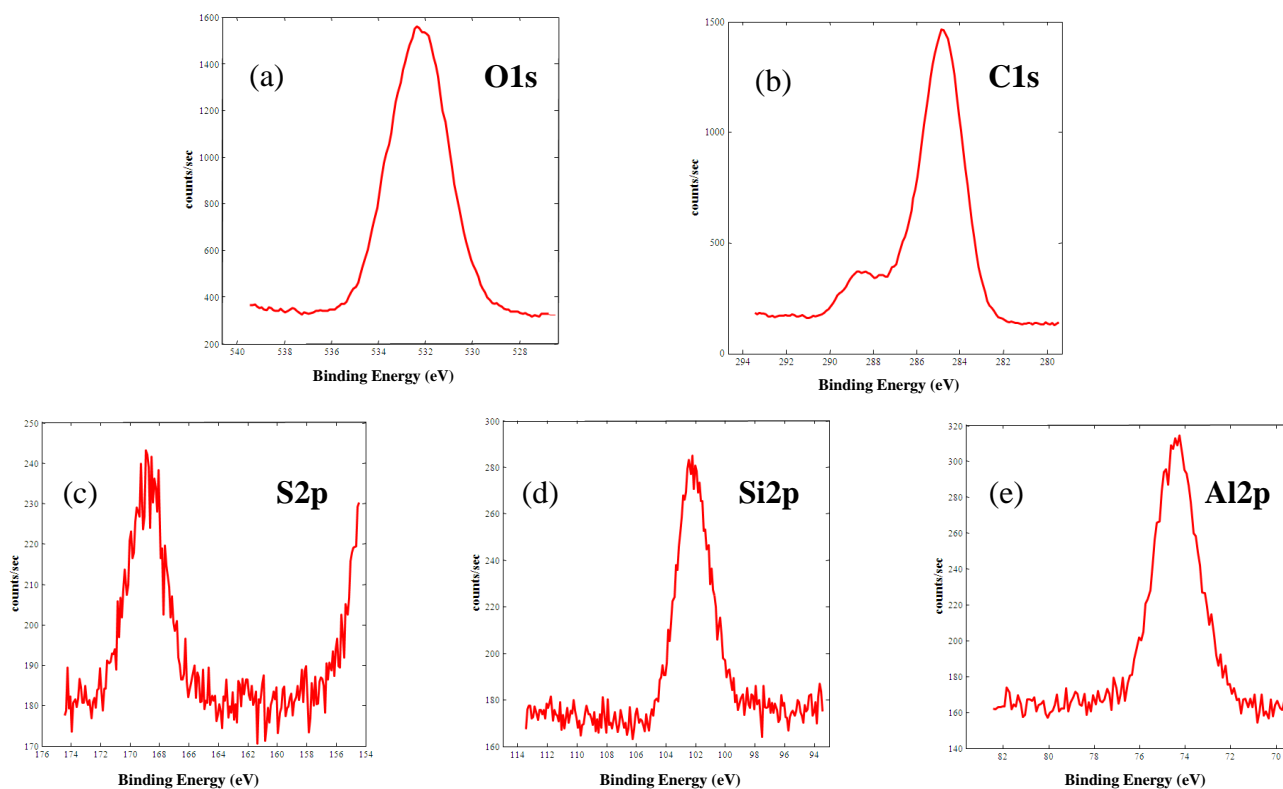 (a) O1s
counts/sec
1600
1400
1200
1000
800
600
400
200
540 538 536 534 532 530 528
Binding Energy (eV)
(b) C1s
counts/sec
1500
1000
500
0
294 292 290 288 286 284 282 280
Binding Energy (eV)
(c) S2p
counts/sec
250
240
230
220
210
200
190
180
170
176 170 168 166 164 162 160 158 156 154
Binding Energy (eV)
(d) Si2p
counts/sec
300
280
260
240
220
200
180
160
114 112 110 108 106 104 102 100 98 96 94
Binding Energy (eV)
(e) Al2p
counts/sec
320
300
280
260
240
220
200
180
160
140
82 80 78 76 74 72 70
Binding Energy (eV)